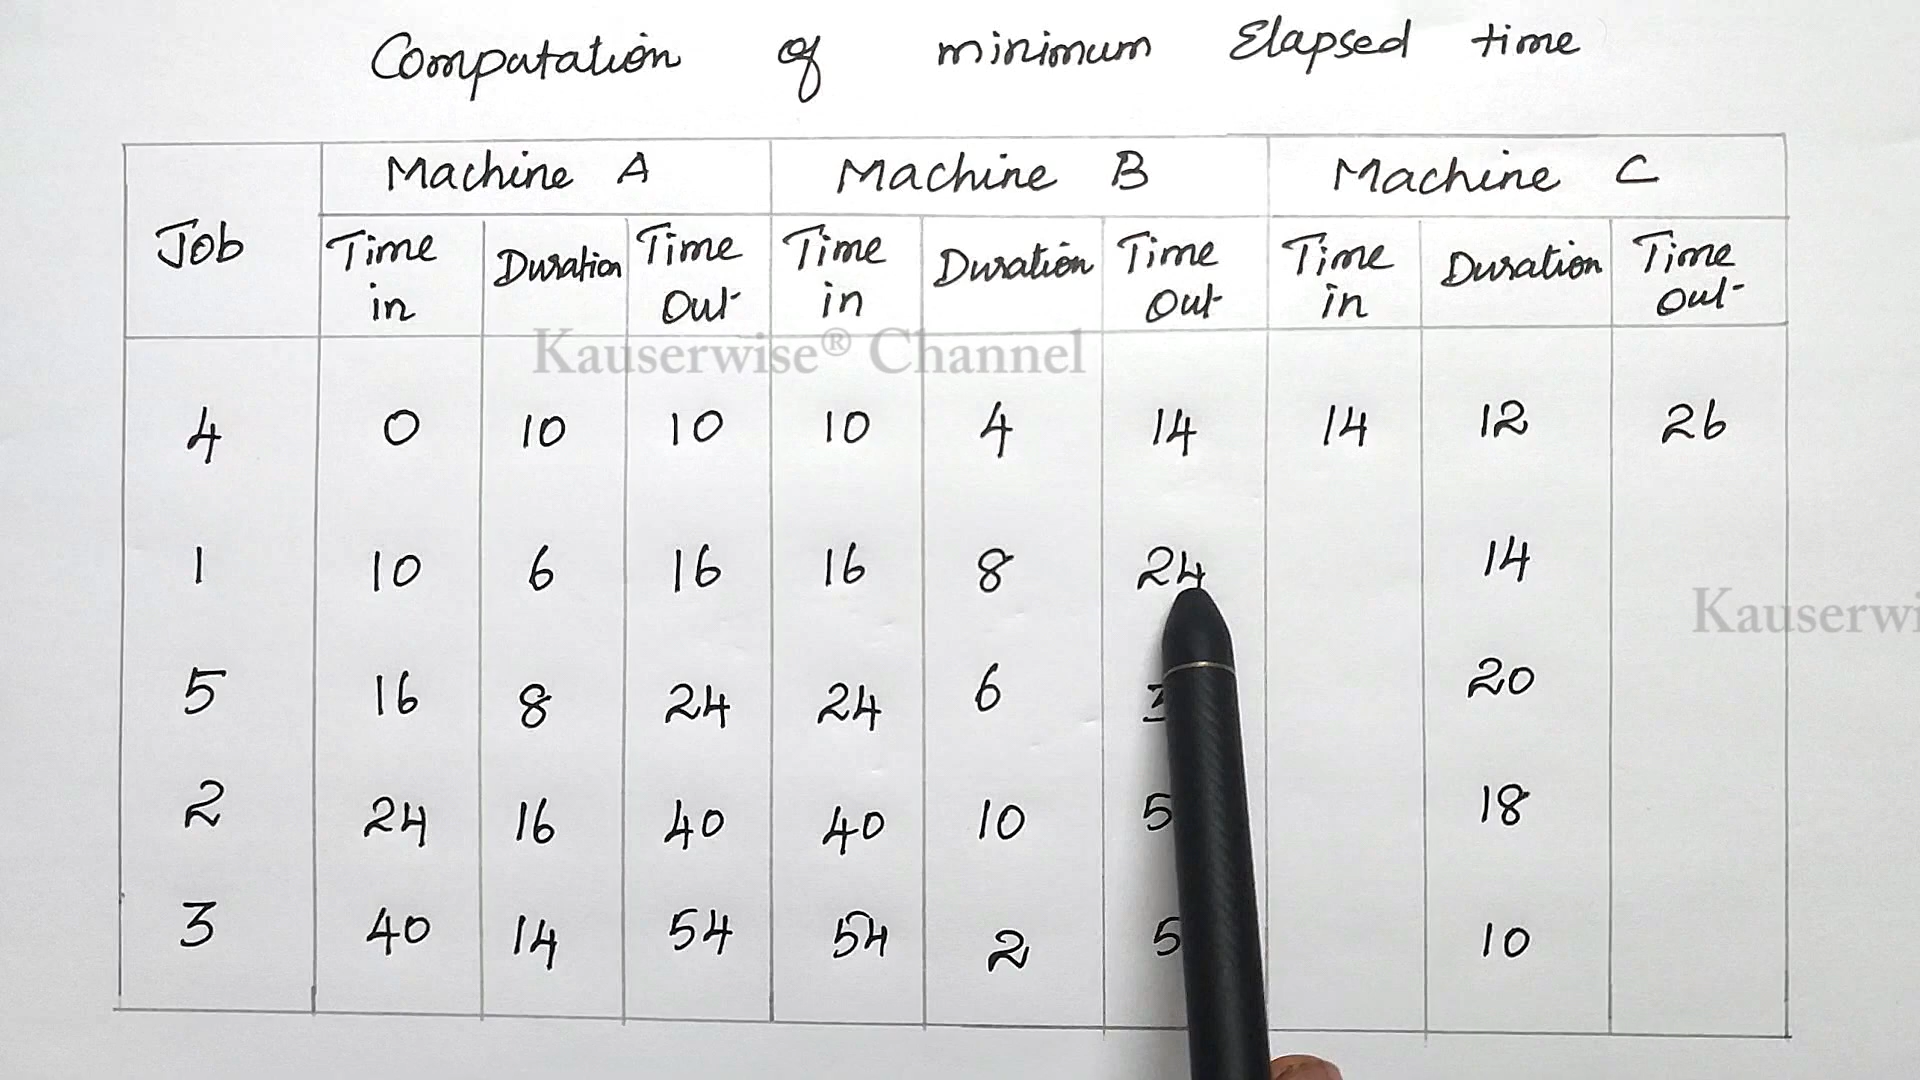 Computation of minimum Elapsed time
Machine A Machine B Machine C
Job Time in Duration Time Out Time in Duration Time Out Time in Duration Time Out
Kauserwise® Channel
4 0 10 10 10 4 14 14 12 26
1 10 6 16 16 8 24 14
Kauserwi
5 16 8 24 24 6 20
2 24 16 40 40 10 18
3 40 14 54 54 2 10